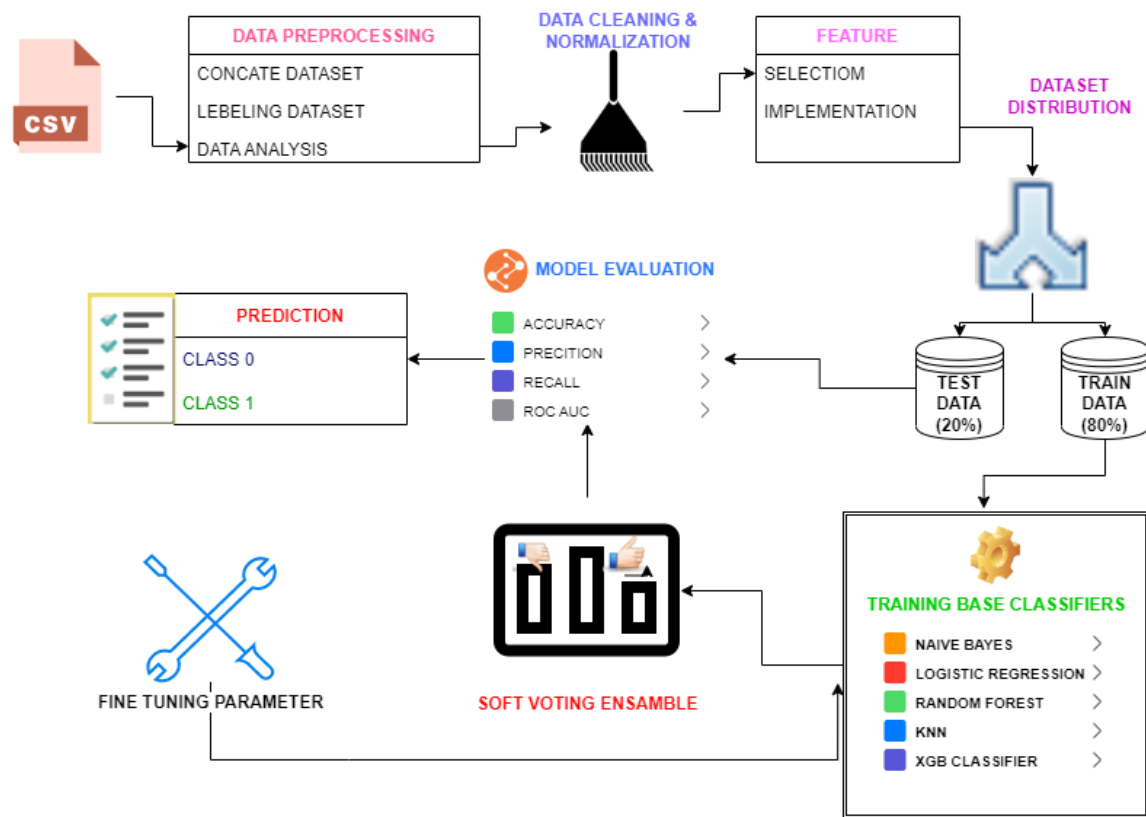 CSV
DATA PREPROCESSING
CONCATE DATASET
LEBELING DATASET
DATA ANALYSIS
DATA CLEANING &
NORMALIZATION
FEATURE
SELECTIOM
IMPLEMENTATION
DATASET
DISTRIBUTION
TEST
DATA
(20%)
TRAIN
DATA
(80%)
MODEL EVALUATION
ACCURACY
PRECITION
RECALL
ROC AUC
PREDICTION
CLASS 0
CLASS 1
TRAINING BASE CLASSIFIERS
NAIVE BAYES
LOGISTIC REGRESSION
RANDOM FOREST
KNN
XGB CLASSIFIER
SOFT VOTING ENSAMBLE
FINE TUNING PARAMETER